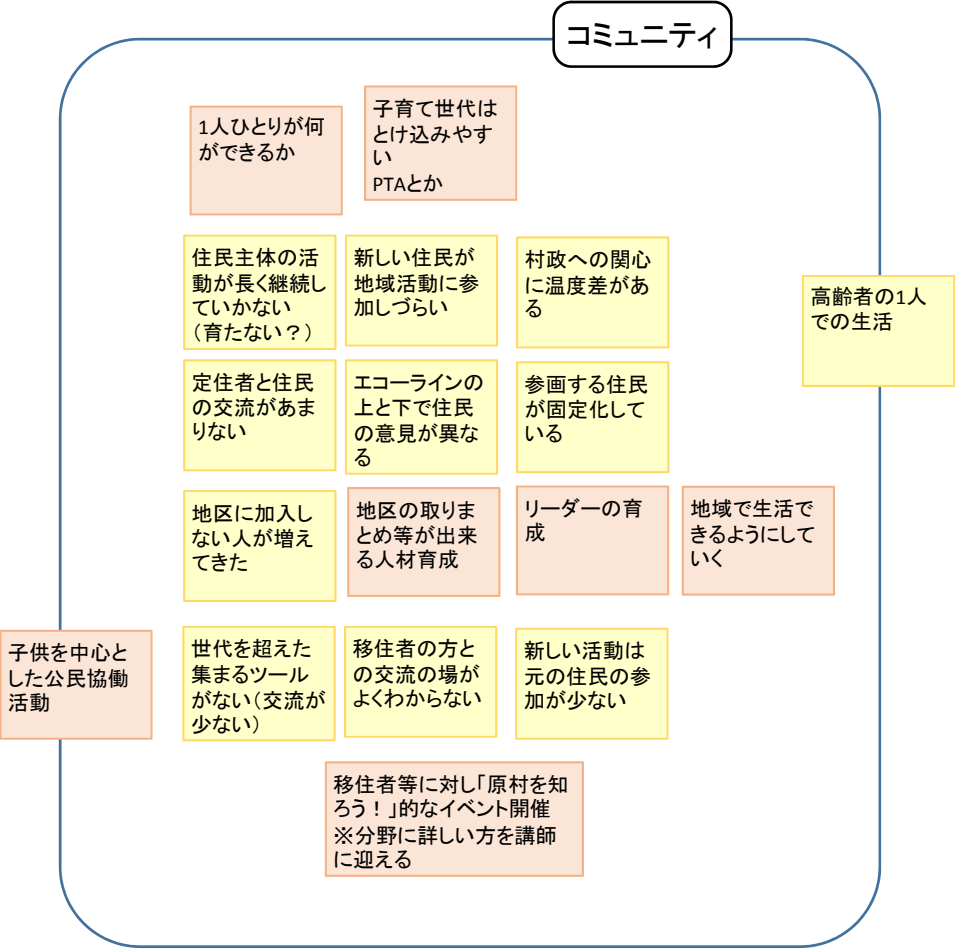 コミュニティ
1人ひとりが何
ができるか
子育て世代は
とけ込みやす
い
PTAとか
住民主体の活
動が長く継続し
ていかない
（育たない？）
新しい住民が
地域活動に参
加しづらい
村政への関心
に温度差があ
る
高齢者の1人
での生活
定住者と住民
の交流があま
りない
エコーラインの
上と下で住民
の意見が異な
る
参画する住民
が固定化して
いる
地区に加入し
ない人が増え
てきた
地区の取りま
とめ等が出来
る人材育成
リーダーの育
成
地域で生活で
きるようにして
いく
子供を中心と
した公民協働
活動
世代を超えた
集まるツール
がない（交流が
少ない）
移住者の方と
の交流の場が
よくわからない
新しい活動は
元の住民の参
加が少ない
移住者等に対し「原村を知
ろう！」的なイベント開催
※分野に詳しい方を講師
に迎える